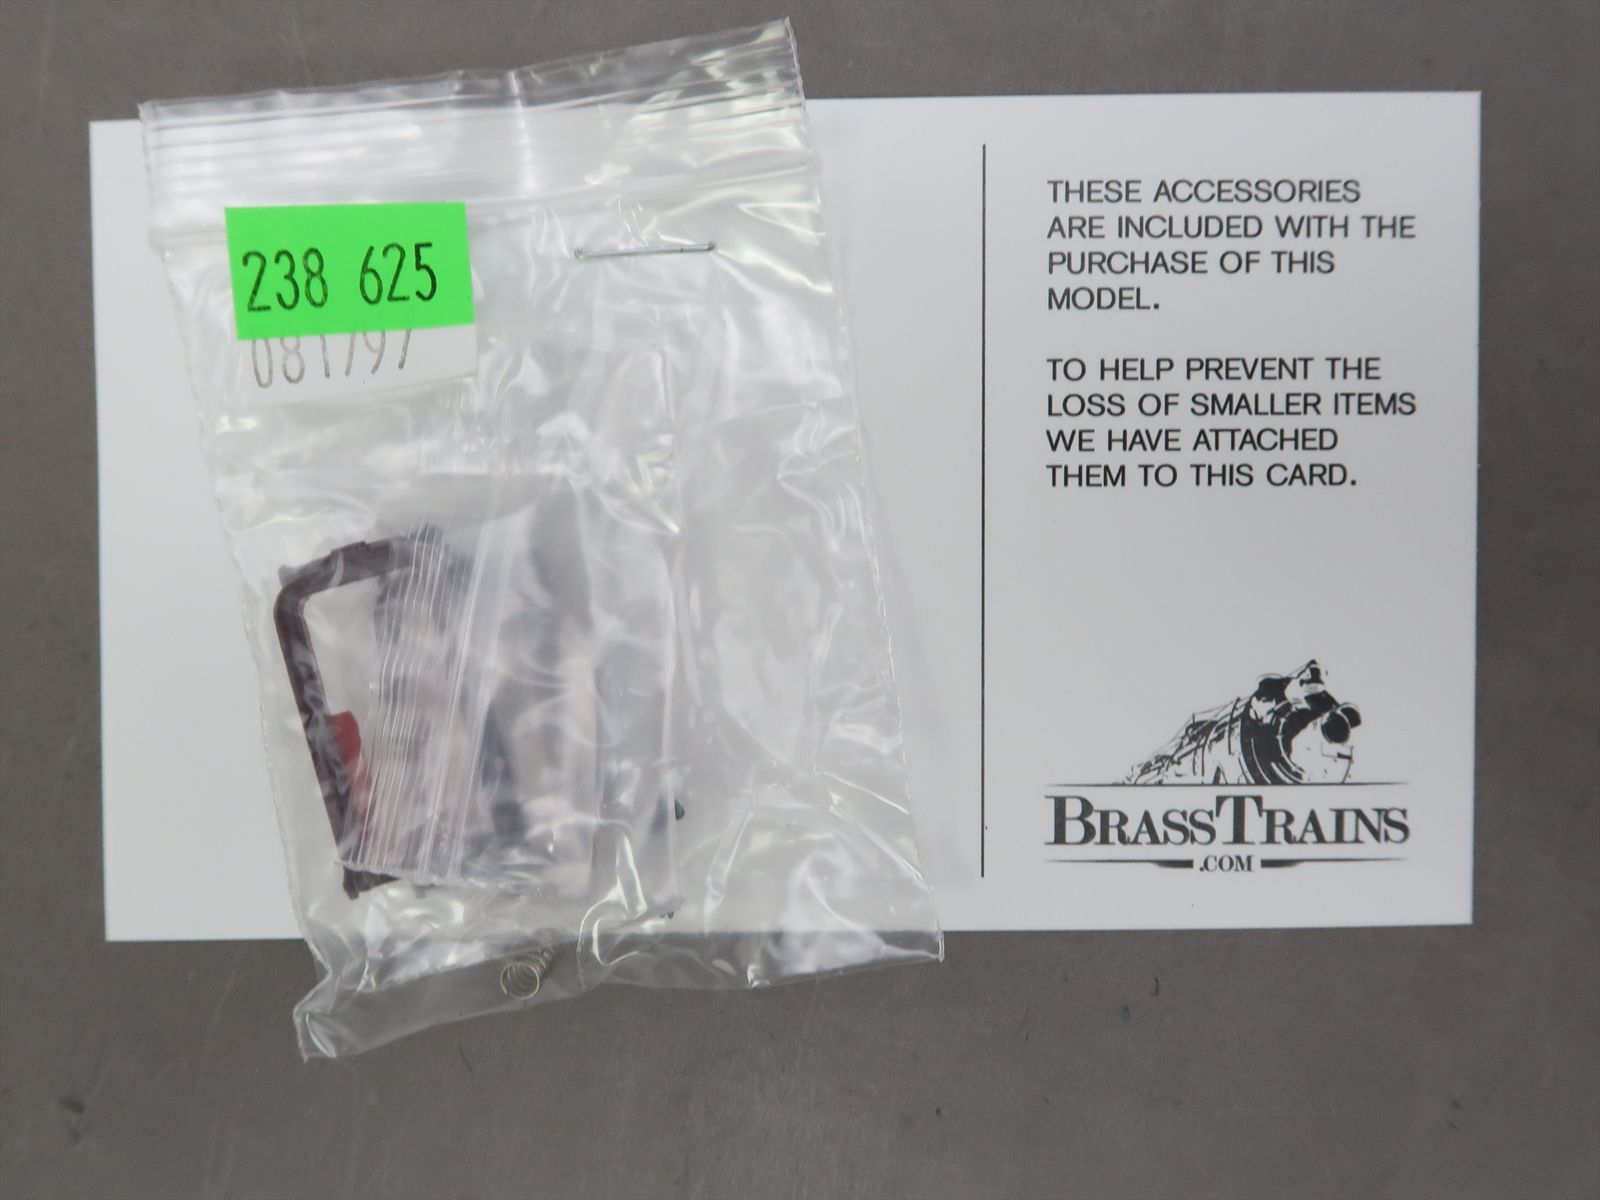 238 625
081797
THESE ACCESSORIES
ARE INCLUDED WITH THE
PURCHASE OF THIS
MODEL.
TO HELP PREVENT THE
LOSS OF SMALLER ITEMS
WE HAVE ATTACHED
THEM TO THIS CARD.
BRASSTRAINS
.COM